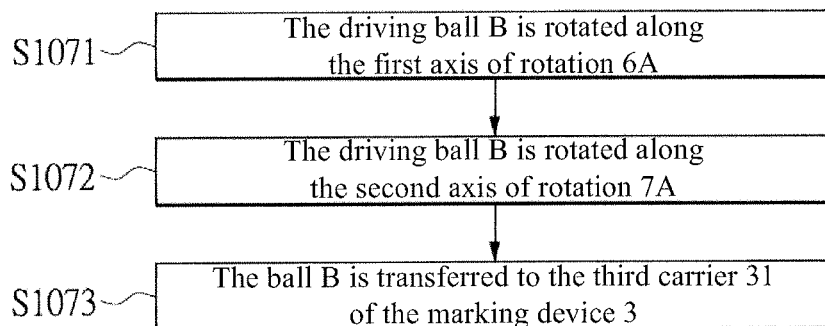 S1071
The driving ball B is rotated along
the first axis of rotation 6A
S1072
The driving ball B is rotated along
the second axis of rotation 7A
S1073
The ball B is transferred to the third carrier 31
of the marking device 3